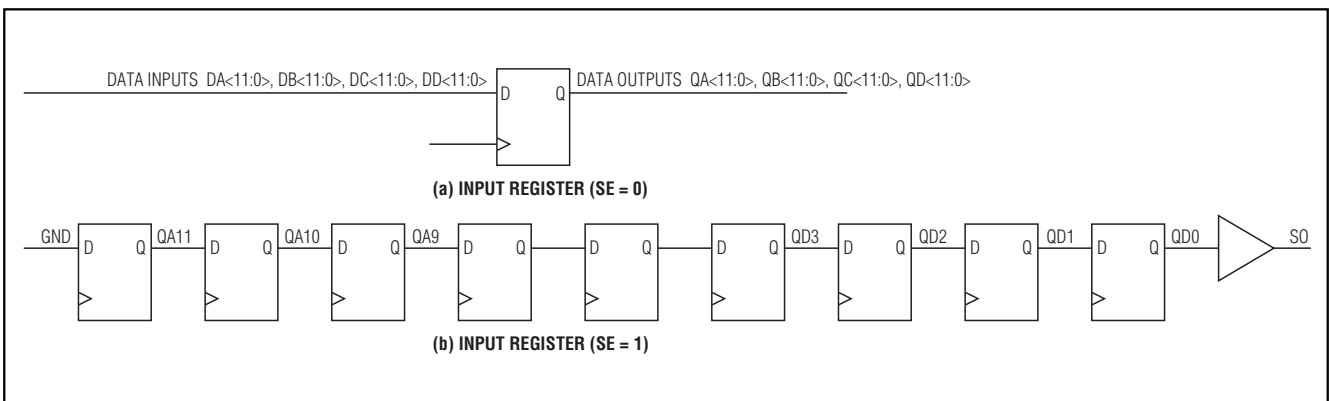 DATA INPUTS DA<11:0>, DB<11:0>, DC<11:0>, DD<11:0>
DATA OUTPUTS QA<11:0>, QB<11:0>, QC<11:0>, QD<11:0>
D Q
(a) INPUT REGISTER (SE = 0)
GND D Q QA11 D Q QA10 D Q QA9 D Q D Q D Q QD3 D Q QD2 D Q QD1 D Q QD0 SO
(b) INPUT REGISTER (SE = 1)